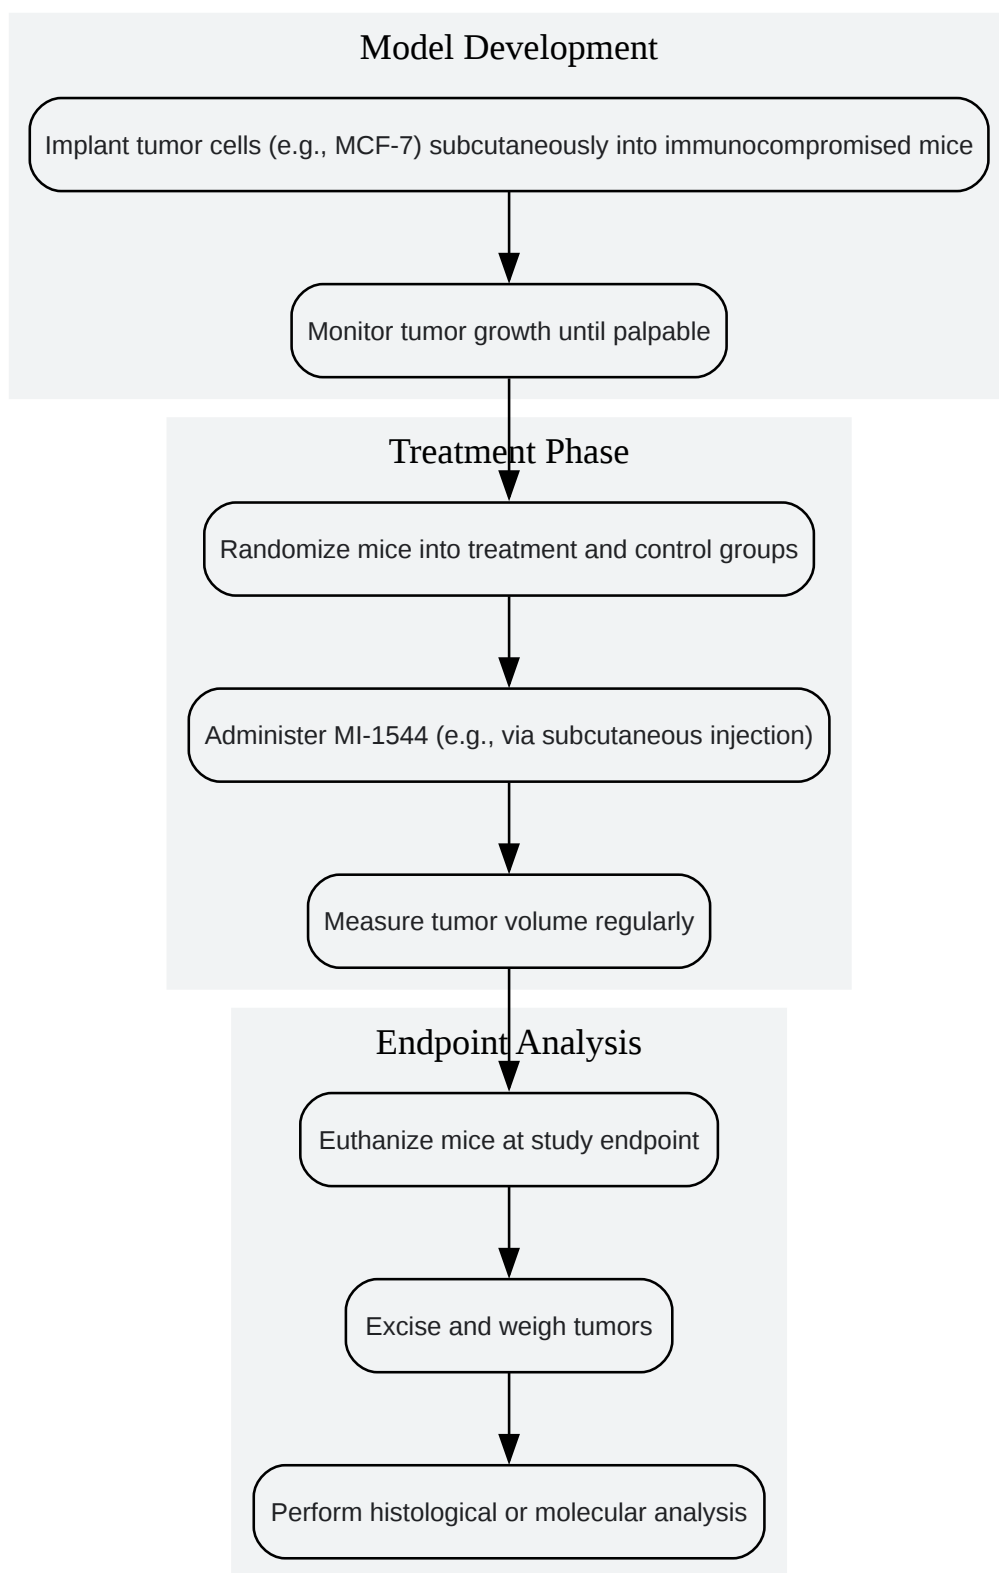 Model Development
Implant tumor cells (e.g., MCF-7) subcutaneously into immunocompromised mice
Monitor tumor growth until palpable
Treatment Phase
Randomize mice into treatment and control groups
Administer MI-1544 (e.g., via subcutaneous injection)
Measure tumor volume regularly
Endpoint Analysis
Euthanize mice at study endpoint
Excise and weigh tumors
Perform histological or molecular analysis